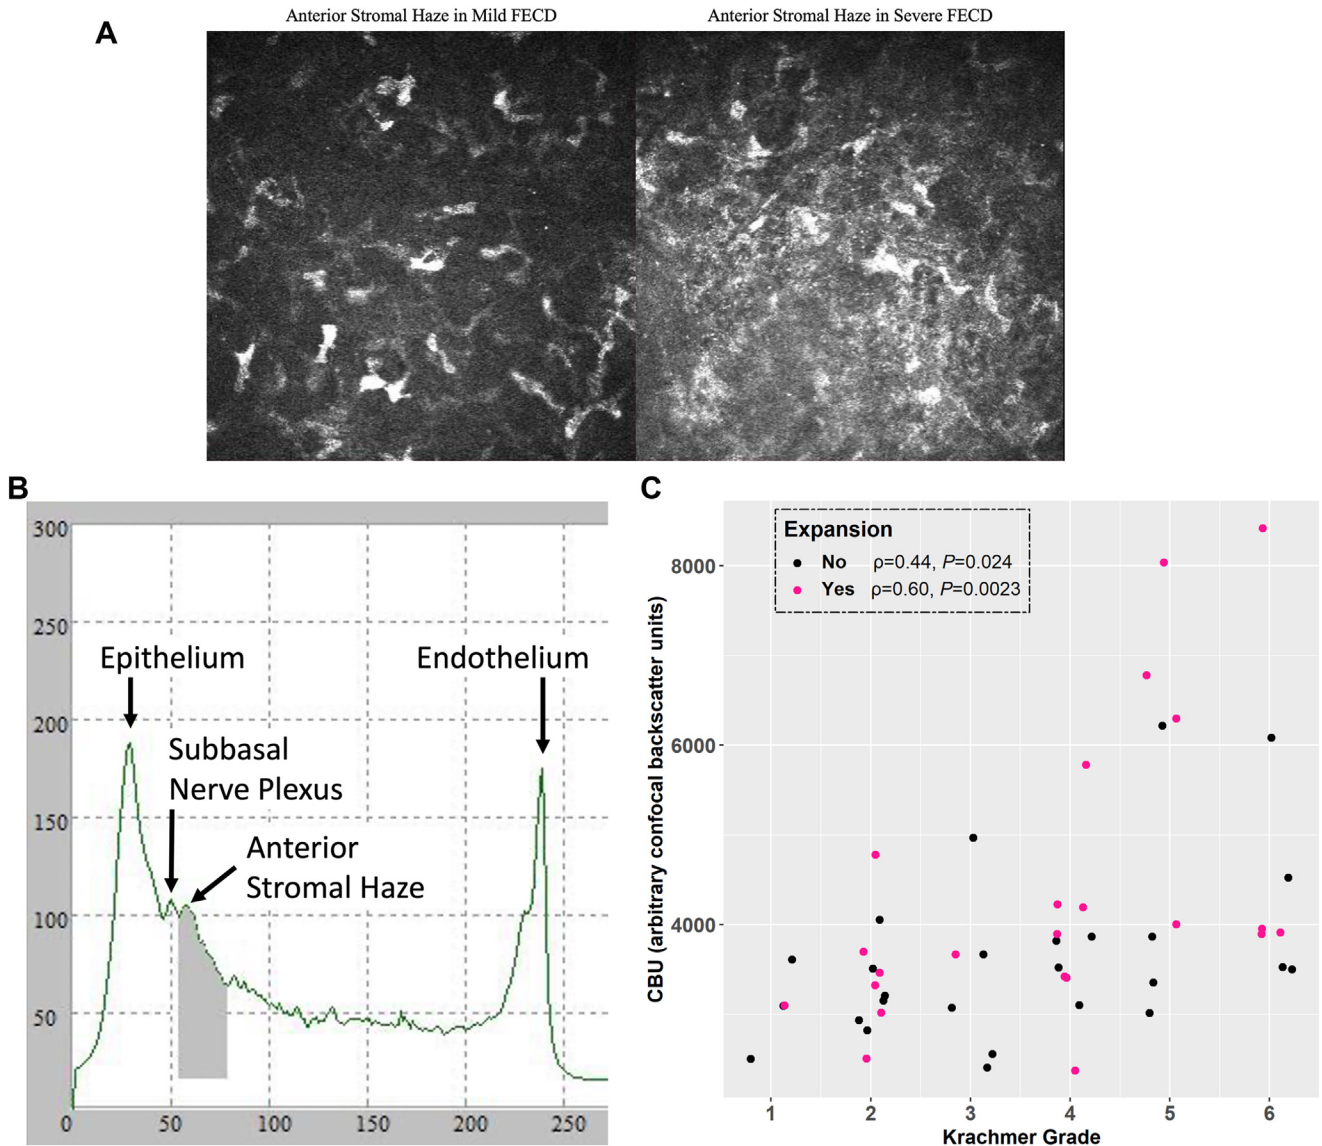 A
Anterior Stromal Haze in Mild FECD
Anterior Stromal Haze in Severe FECD
B
300
250
200
150
100
50
0
50
100
150
200
250
Epithelium
Endothelium
Subbasal
Nerve Plexus
Anterior
Stromal Haze
C
Expansion
No ρ=0.44, P=0.024
Yes ρ=0.60, P=0.0023
CBU (arbitrary confocal backscatter units)
8000
6000
4000
1
2
3
4
5
6
Krachmer Grade